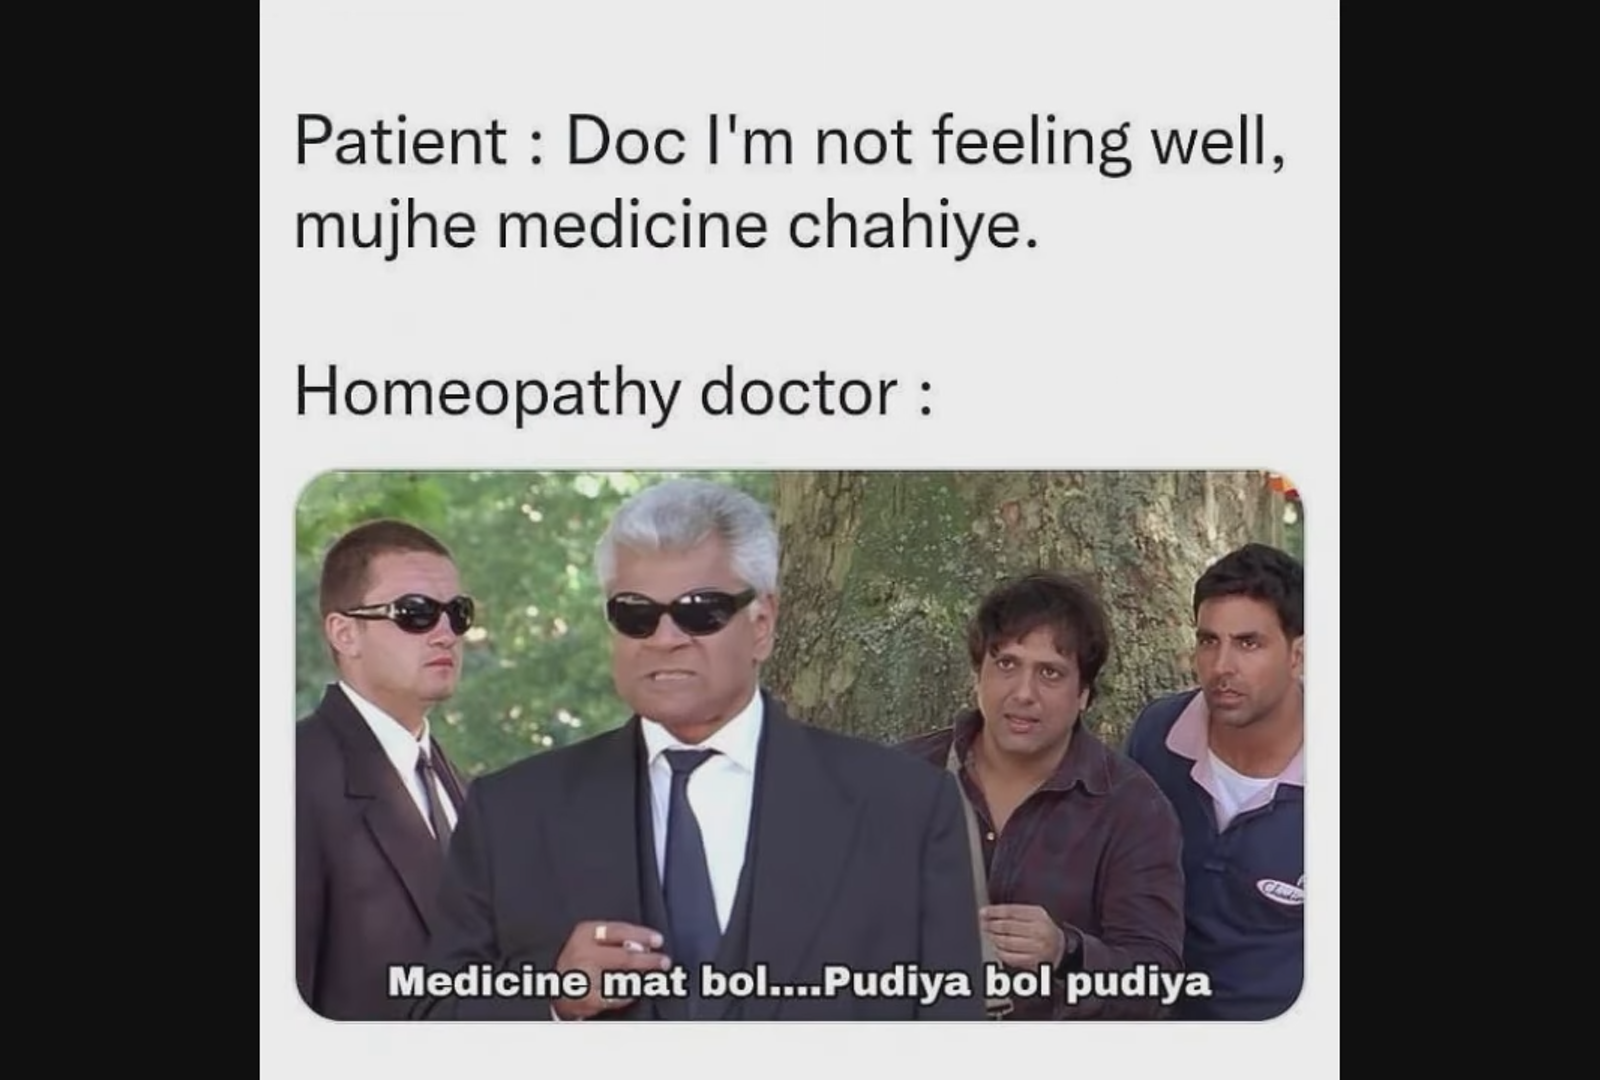 Patient : Doc I'm not feeling well,
mujhe medicine chahiye.
Homeopathy doctor :
Medicine mat bol....Pudiya bol pudiya